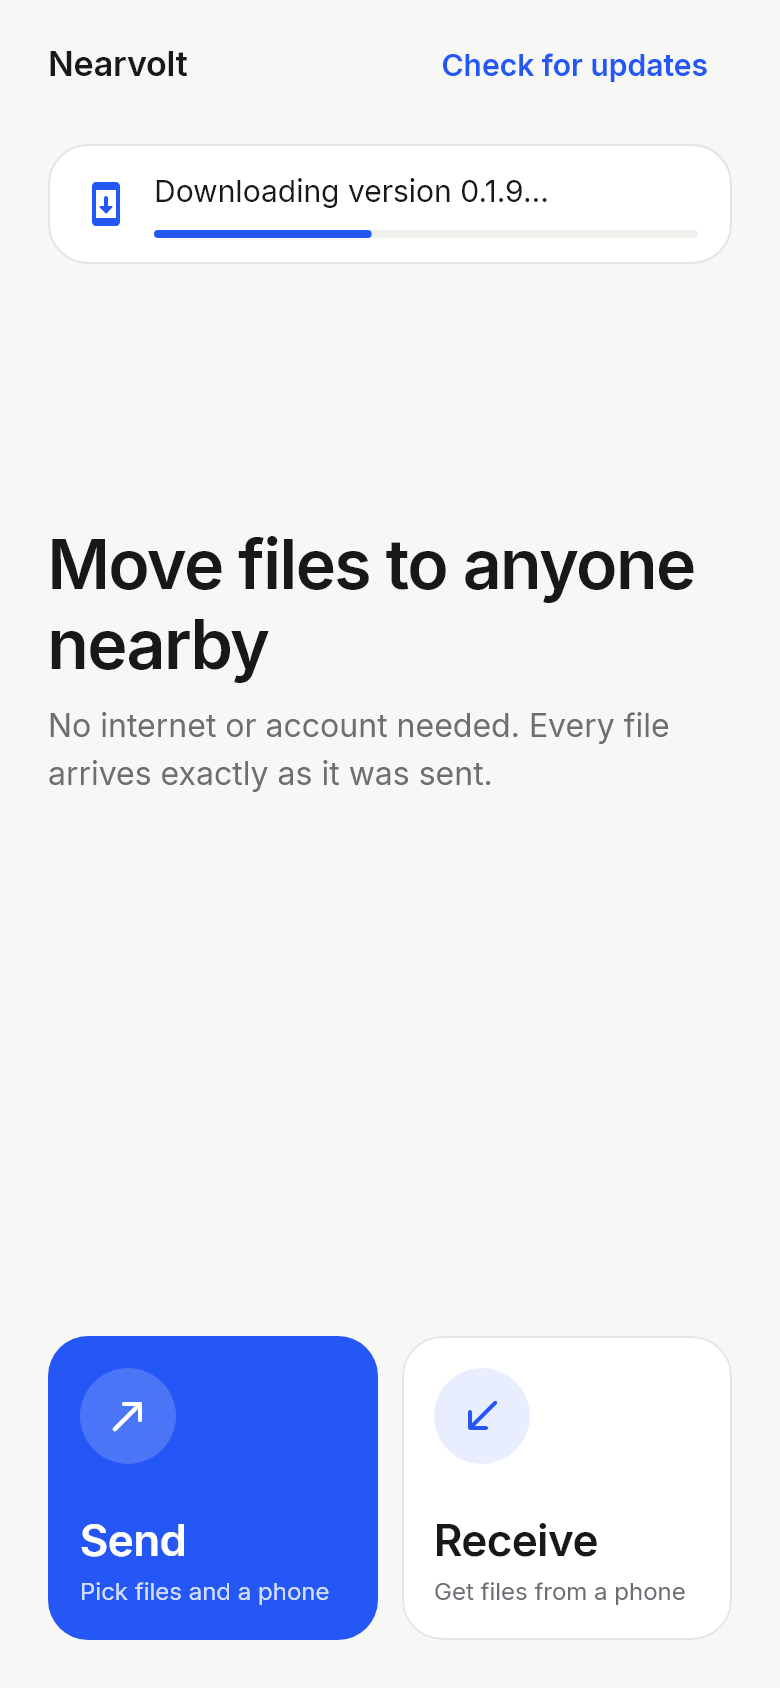 Nearvolt
Check for updates
Downloading version 0.1.9...
Move files to anyone
nearby
No internet or account needed. Every file
arrives exactly as it was sent.
Send
Pick files and a phone
Receive
Get files from a phone